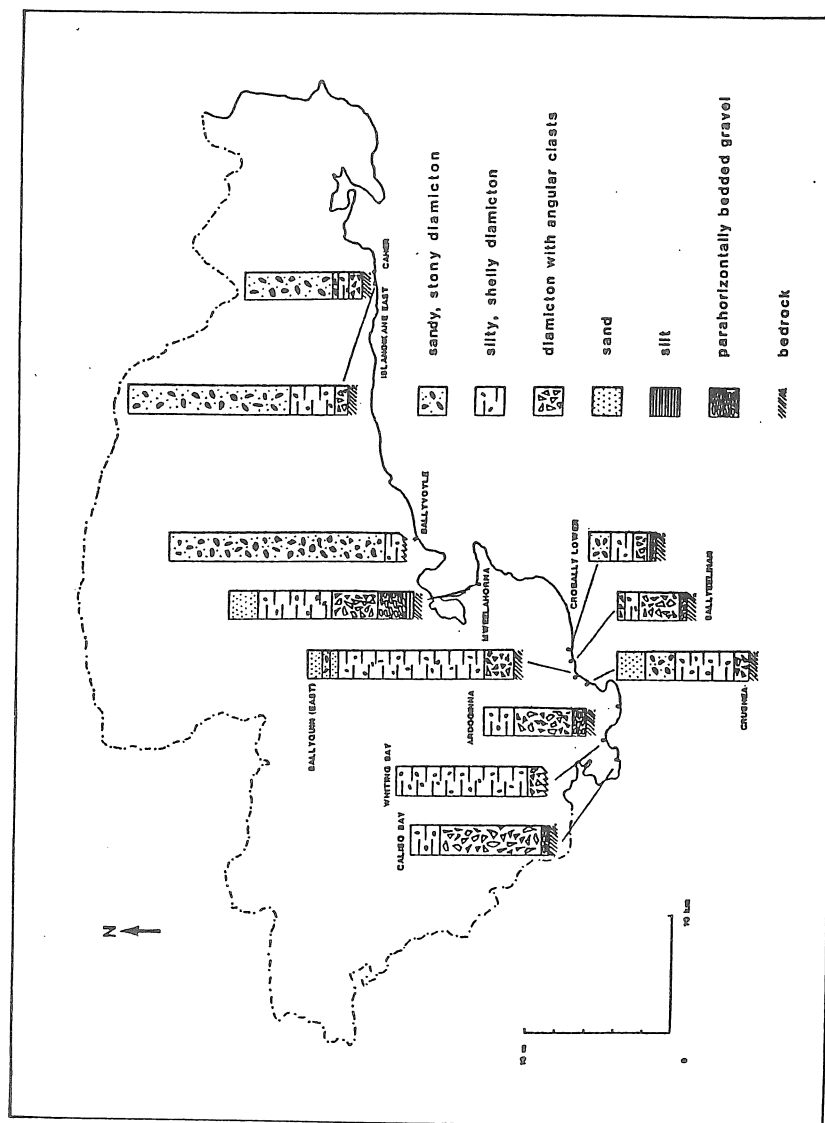 N
CALISO BAY
WHITING BAY
ARDOGINNA
BALLYQUIN (EAST)
MWEELAHORNA
BALLYVOYLE
ISLANDIKANE EAST
CAHER
CROBALLY LOWER
CRUSHEA
sandy, stony diamicton
silty, shelly diamicton
diamicton with angular clasts
sand
silt
parahorizontally bedded gravel
bedrock
10 m
0
10 km